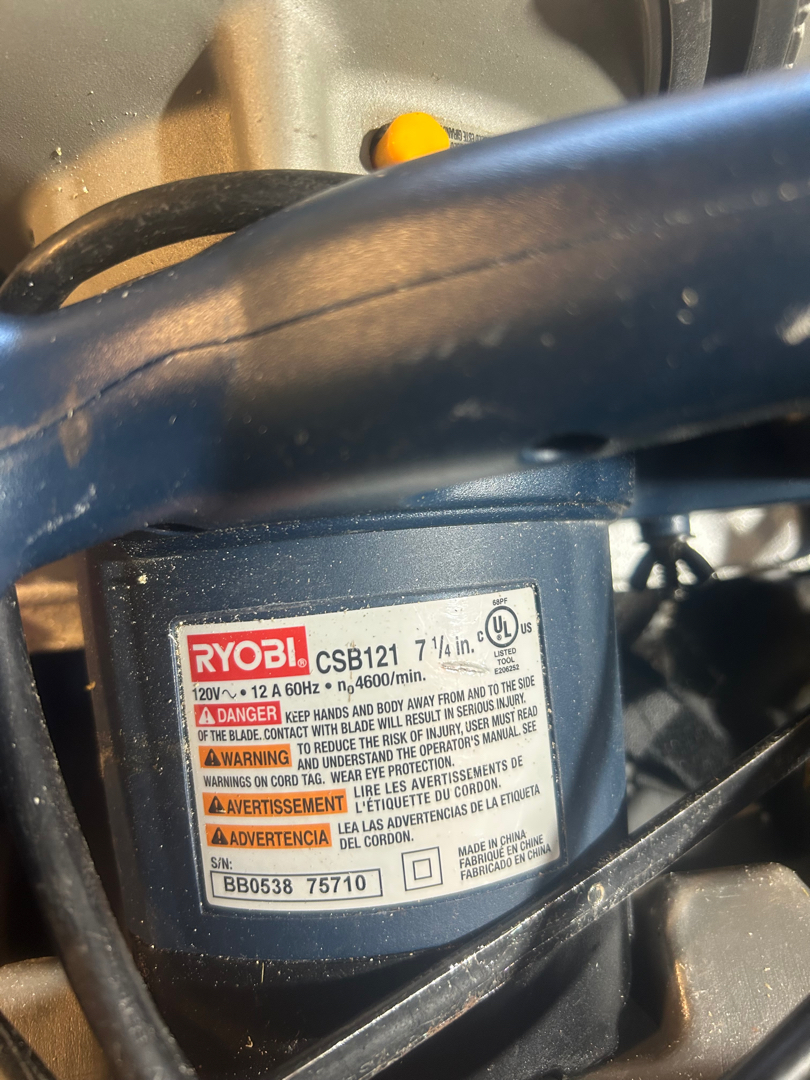 RYOBI® CSB121 7 1/4 in.
68PF
C UL US
LISTED
TOOL
E206252
120V∿ • 12 A 60Hz • n₀4600/min.
DANGER KEEP HANDS AND BODY AWAY FROM AND TO THE SIDE
OF THE BLADE. CONTACT WITH BLADE WILL RESULT IN SERIOUS INJURY.
WARNING TO REDUCE THE RISK OF INJURY, USER MUST READ
AND UNDERSTAND THE OPERATOR'S MANUAL. SEE
WARNINGS ON CORD TAG. WEAR EYE PROTECTION.
AVERTISSEMENT LIRE LES AVERTISSEMENTS DE
L'ÉTIQUETTE DU CORDON.
ADVERTENCIA LEA LAS ADVERTENCIAS DE LA ETIQUETA
DEL CORDON.
S/N:
BB0538 75710
MADE IN CHINA
FABRIQUÉ EN CHINE
FABRICADO EN CHINA